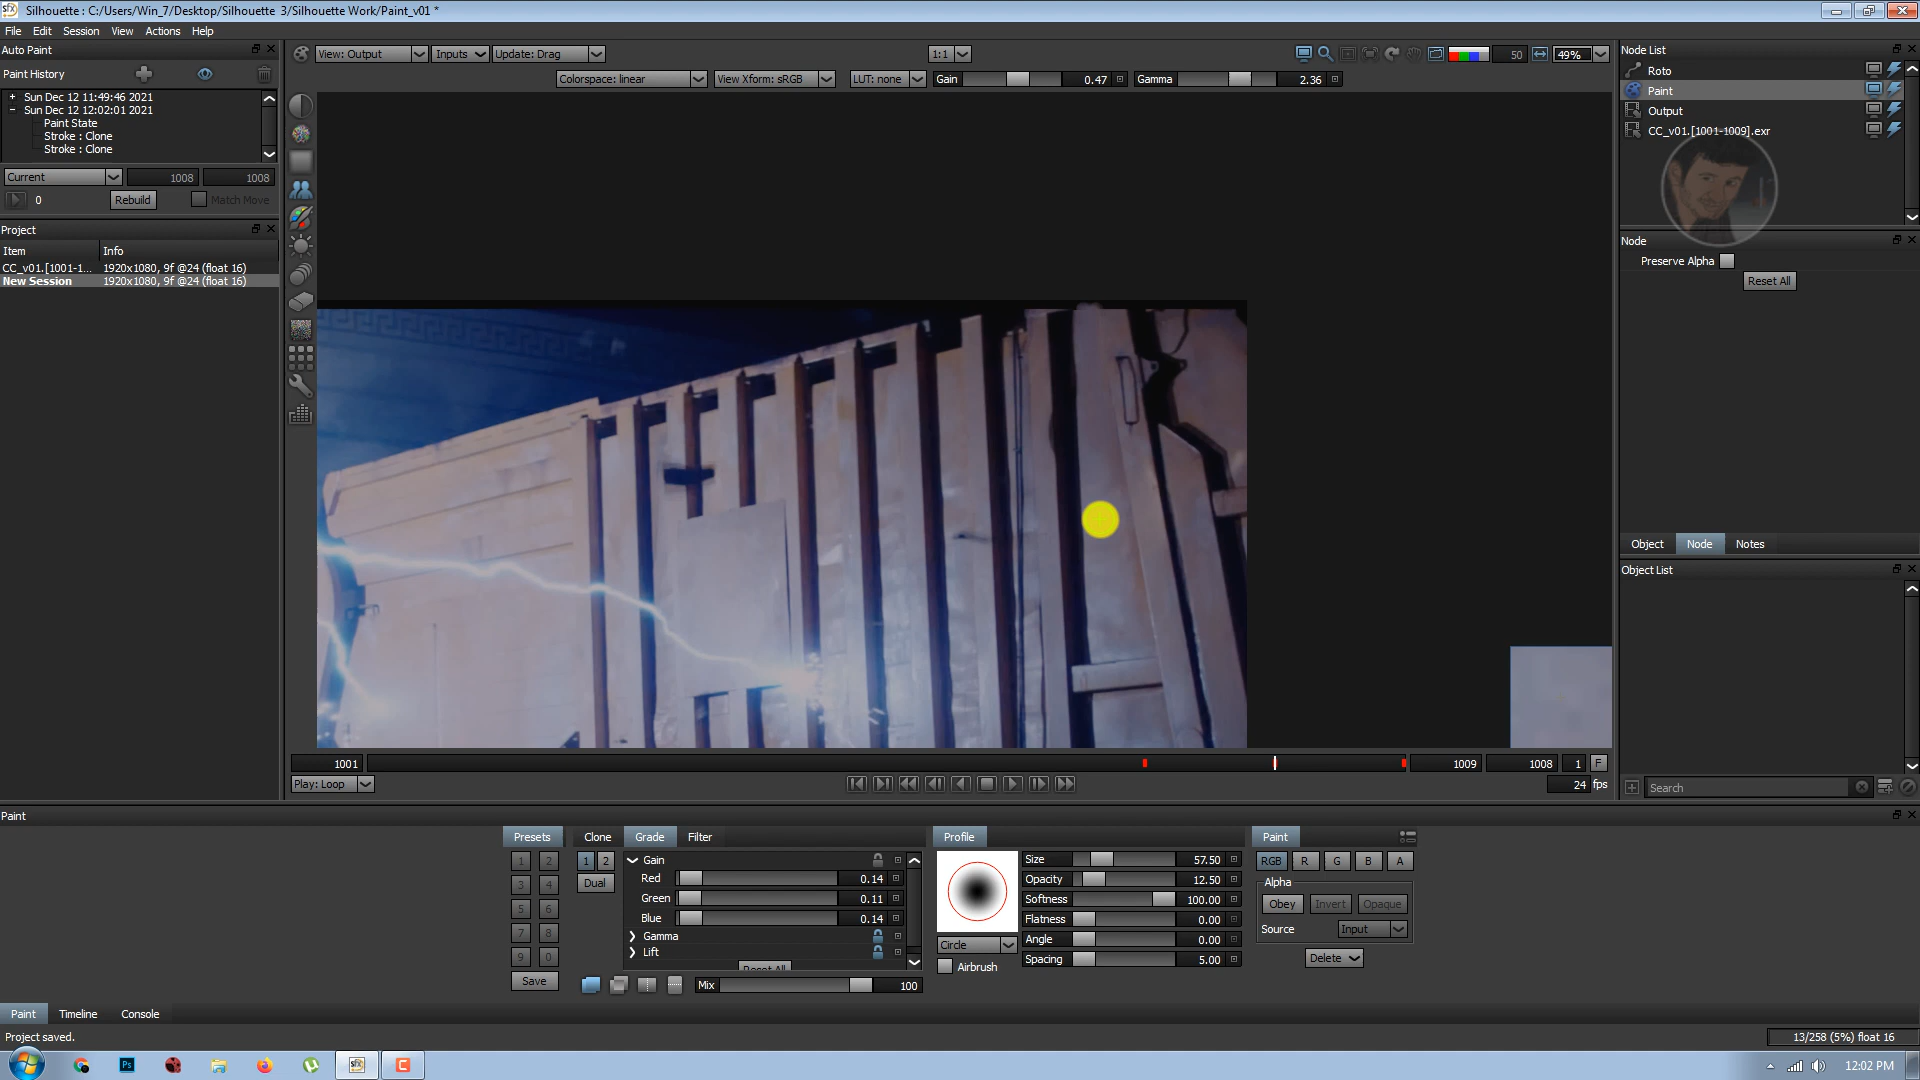 Silhouette : C:/Users/Win_7/Desktop/Silhouette 3/Silhouette Work/Paint_v01 *
File Edit Session View Actions Help
Auto Paint
Paint History
Sun Dec 12 11:49:46 2021
Sun Dec 12 12:02:01 2021
Paint State
Stroke : Clone
Stroke : Clone
Current 1008 1008
0 Rebuild Match Move
Project
Item Info
CC_v01.[1001-1... 1920x1080, 9f @24 (float 16)
New Session 1920x1080, 9f @24 (float 16)
View: Output Inputs Update: Drag 1:1 50 49%
Colorspace: linear View Xform: sRGB LUT: none Gain 0.47 Gamma 2.36
Node List
Roto
Paint
Output
CC_v01.[1001-1009].exr
Node
Preserve Alpha
Reset All
Object Node Notes
Object List
Search
1001 1009 1008 1 F
Play: Loop 24 fps
Paint
Presets
1 2
3 4
5 6
7 8
9 0
Save
Clone Grade Filter
1 2
Dual
Gain
Red 0.14
Green 0.11
Blue 0.14
Gamma
Lift
Reset All
Mix 100
Profile
Circle
Airbrush
Size 57.50
Opacity 12.50
Softness 100.00
Flatness 0.00
Angle 0.00
Spacing 5.00
Paint
RGB R G B A
Alpha
Obey Invert Opaque
Source Input
Delete
Paint Timeline Console
Project saved.
13/258 (5%) float 16
12:02 PM